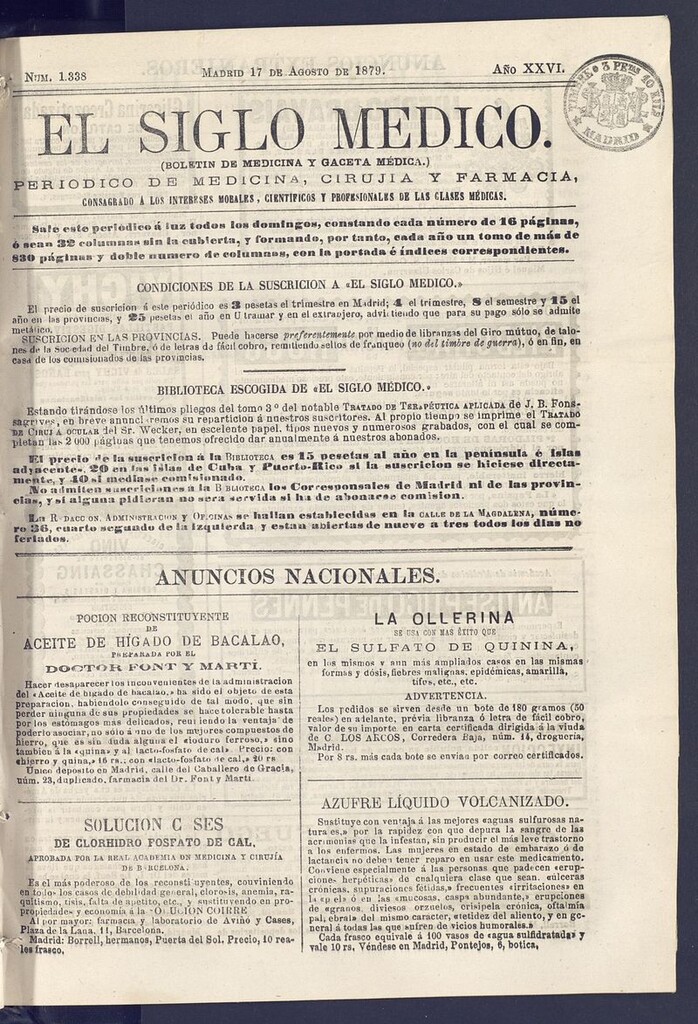 NUM. 1.338
MADRID 17 DE AGOSTO DE 1879.
AÑO XXVI.
TIMBRE 3 PETS 10 KILS
MADRID
EL SIGLO MEDICO.
(BOLETIN DE MEDICINA Y GACETA MÉDICA.)
PERIODICO DE MEDICINA, CIRUJIA Y FARMACIA,
CONSAGRADO Á LOS INTERESES MORALES, CIENTIFICOS Y PROFESIONALES DE LAS CLASES MÉDICAS.
Sale este periodico á luz todos los domingos, constando cada número de 16 páginas,
ó sean 32 columnas sin la cubierta, y formando, por tanto, cada año un tomo de más de
830 páginas y doble numero de columnas, con la portada é índices correspondientes.
CONDICIONES DE LA SUSCRICION A «EL SIGLO MEDICO.»
El precio de suscricion á este periódico es 3 pesetas el trimestre en Madrid; 4 el trimestre, 8 el semestre y 15 el
año en las provincias, y 25 pesetas el año en U tramar y en el extranjero, advirtiendo que para su pago sólo se admite
metálico.
SUSCRICION EN LAS PROVINCIAS. Puede hacerse preferentemente por medio de libranzas del Giro mútuo, de talo-
nes de la Sociedad del Timbre, ó de letras de fácil cobro, remitiendo sellos de franqueo (no del timbre de guerra), ó en fin, en
casa de los comisionados de las provincias.
BIBLIOTECA ESCOGIDA DE «EL SIGLO MÉDICO.»
Estando tirándose los últimos pliegos del tomo 3º del notable TRATADO DE TERAPÉUTICA APLICADA de J. B. Fons-
sagrives, en breve anunciaremos su reparticion á nuestros suscritores. Al propio tiempo se imprime el TRATADO
DE CIRUJIA OCULAR del Sr. Wecker, en escelente papel, tipos nuevos y numerosos grabados, con el cual se com-
pletan las 2 000 páginas que tenemos ofrecido dar anualmente á nuestros abonados.
El precio de la suscricion á la BIBLIOTECA es 15 pesetas al año en la península é islas
adyacentes, 20 en las islas de Cuba y Puerto-Rico si la suscricion se hiciese directa-
mente, y 40 si mediase comisionado.
No admiten suscriciones á la BIBLIOTECA los Corresponsales de Madrid ni de las provin-
cias, y si alguna pidieran no sera servida si ha de abonarse comision.
LA R DACCON, ADMINISTRACION Y OFICINAS se hallan establecidas en la CALLE DE LA MAGDALENA, núme-
ro 36, cuarto segundo de la izquierda, y estan abiertas de nueve a tres todos los dias no
feriados.
ANUNCIOS NACIONALES.
POCION RECONSTITUYENTE
DE
ACEITE DE HÍGADO DE BACALAO,
PREPARADA POR EL
DOCTOR FONT Y MARTÍ.
Hacer desaparecer los inconvenientes de la administracion
del «Aceite de higado de bacalao,» ha sido el objeto de esta
preparacion, habiéndolo conseguido de tal modo, que sin
perder ninguna de sus propiedades se hace tolerable hasta
por los estómagos más delicados, reuniendo la ventaja de
poderlo asociar, no sólo á uno de los mejores compuestos de
hierro, que es sin duda alguna el «ioduro ferroso,» sino
tambien á la «quina» y al «lacto-fosfato de cal». Precio: con
«hierro y quina,» 16 rs.: con «lacto-fosfato de cal,» 20 rs
Unico deposito en Madrid, calle del Caballero de Gracia,
núm. 23, duplicado, farmacia del Dr. Font y Marti.
SOLUCION C SES
DE CLORHIDRO FOSFATO DE CAL,
APROBADA POR LA REAL ACADEMIA DE MEDICINA Y CIRUJÍA
DE B RCELONA.
Es el más poderoso de los reconstituyentes, conviniendo
en todos los casos de debilidad general, clorosis, anemia, ra-
quitismo, tisis, falta de apetito, etc., y sustituyendo en pro-
piedades y economía á la SOLUCION COIRRE
Al por mayor: farmacia y laboratorio de Aviñó y Cases,
Plaza de la Lana, 11, Barcelona.
Madrid: Borrell, hermanos, Puerta del Sol. Precio, 10 rea-
les frasco.
LA OLLERINA
SE USA CON MAS ÉXITO QUE
EL SULFATO DE QUININA,
en los mismos y aun más ampliados casos en las mismas
formas y dósis, fiebres malignas, epidémicas, amarilla,
tifos, etc., etc.
ADVERTENCIA.
Los pedidos se sirven desde un bote de 180 gramos (50
reales) en adelante, prévia libranza ó letra de fácil cobro,
valor de su importe en carta certificada dirigida á la viuda
de C LOS ARCOS, Corredera Baja, núm. 14, droguería,
Madrid.
Por 8 rs. más cada bote se envian por correo certificados.
AZUFRE LÍQUIDO VOLCANIZADO.
Sustituye con ventaja á las mejores «aguas sulfurosas na-
tura es,» por la rapidez con que depura la sangre de las
acrimonias que la infestan, sin producir el más leve trastorno
a los enfermos. Las mujeres en estado de embarazo ó de
lactancia no deben tener reparo en usar este medicamento.
Conviene especialmente á las personas que padecen «erup-
ciones herpéticas» de cualquiera clase que sean, úlceras
crónicas, supuraciones fétidas, frecuentes «irritaciones» en
la «piel» ó en las «mucosas, caspa abundante,» erupciones
de «granos, diviesos orzuelos, crisipela crónica, oftalmía
palpebral» del mismo carácter, «fetidez del aliento, y en ge-
neral á todas las que sufren de vicios humorales.»
Cada frasco equivale á 100 vasos de «agua sulfidratada» y
vale 10 rs. Véndese en Madrid, Pontejos, 6, botica.